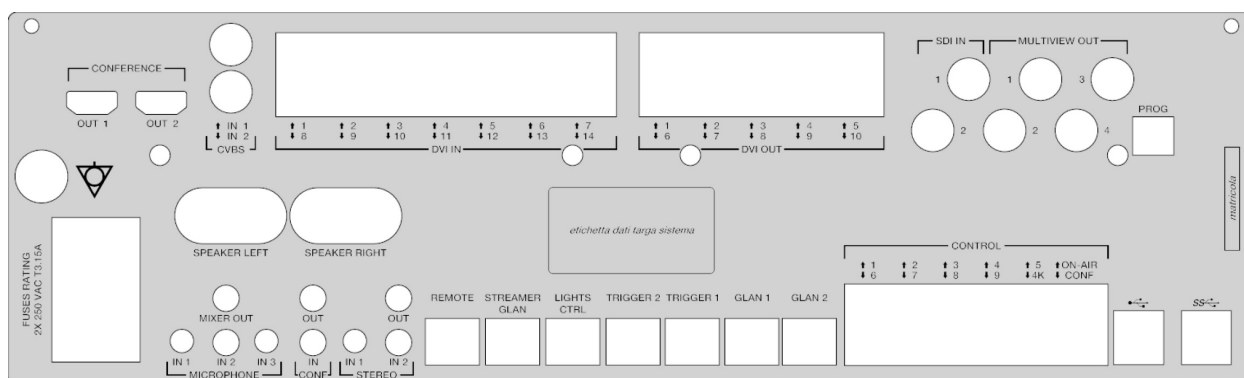 CONFERENCE
OUT 1 OUT 2
IN 1
IN 2
CVBS
1 2 3 4 5 6 7
8 9 10 11 12 13 14
DVI IN
1 2 3 4 5
6 7 8 9 10
DVI OUT
SDI IN MULTIVIEW OUT
1 1 3
2 2 4
PROG
matricola
FUSES RATING
2X 250 VAC T3.15A
SPEAKER LEFT SPEAKER RIGHT
etichetta dati targa sistema
CONTROL
1 2 3 4 5 ON-AIR
6 7 8 9 4K CONF
MIXER OUT OUT OUT
IN 1 IN 2 IN 3 IN IN 1 IN 2
MICROPHONE CONF STEREO
REMOTE STREAMER GLAN LIGHTS CTRL TRIGGER 2 TRIGGER 1 GLAN 1 GLAN 2
SS